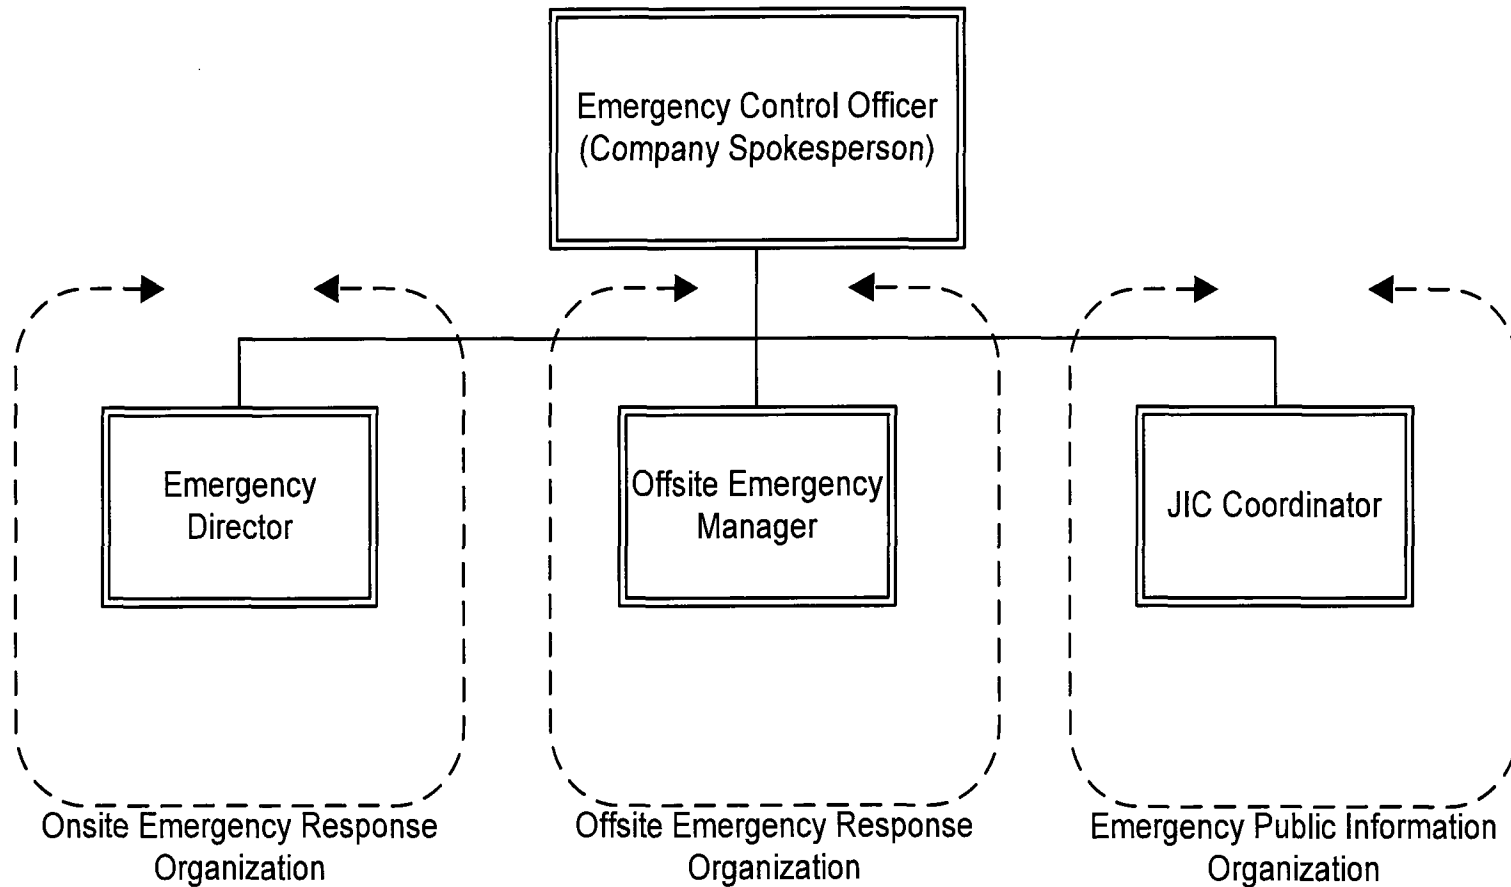 Emergency Control Officer
(Company Spokesperson)
Emergency
Director
Offsite Emergency
Manager
JIC Coordinator
Onsite Emergency Response
Organization
Offsite Emergency Response
Organization
Emergency Public Information
Organization